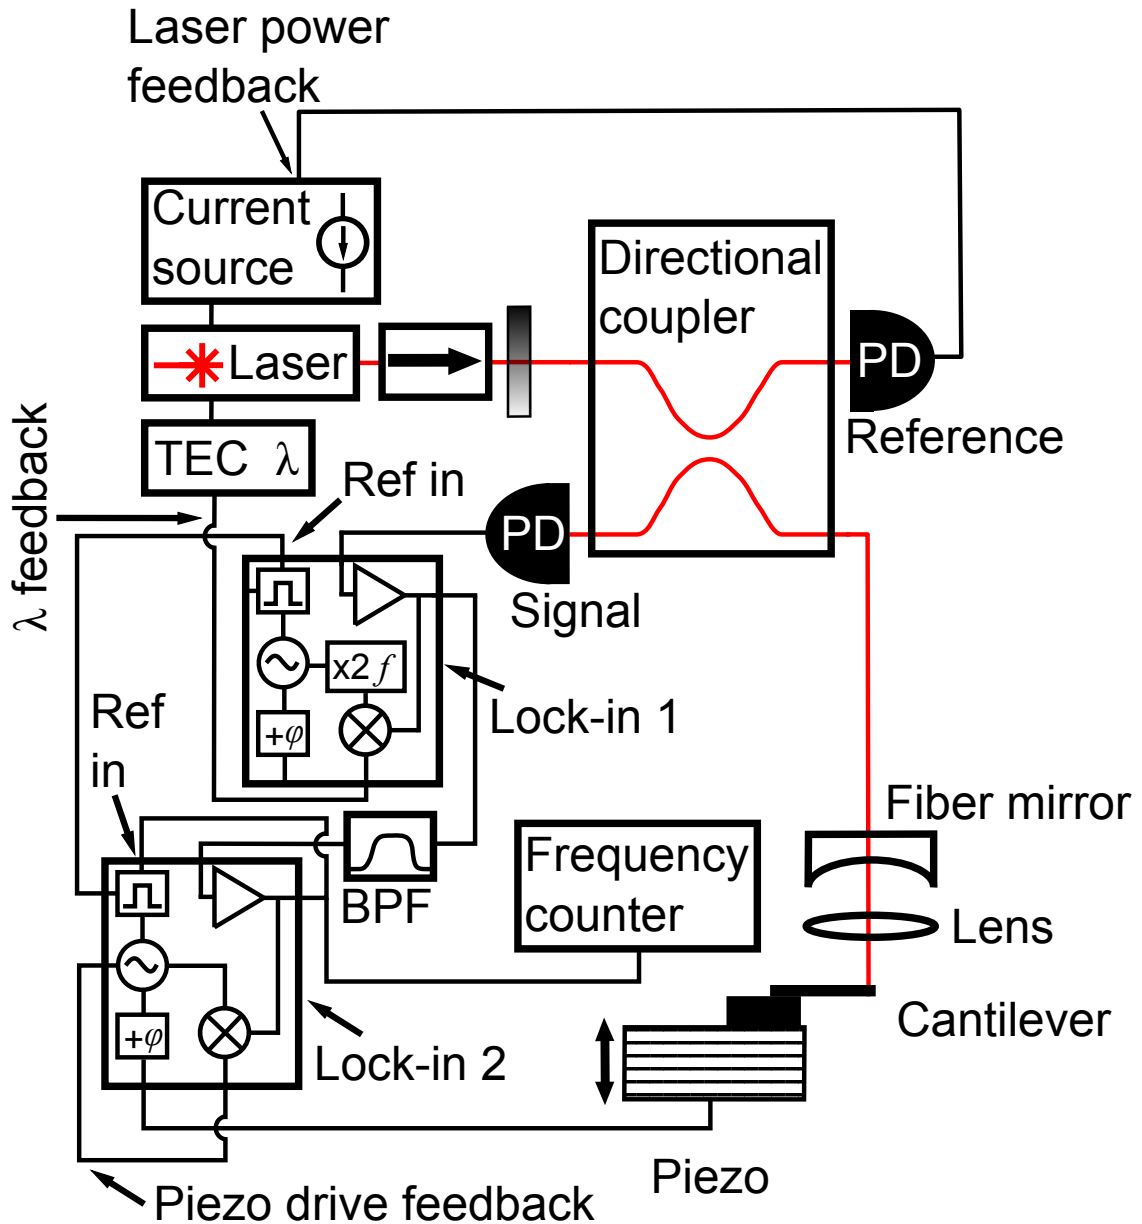 Laser power
feedback
Current
source
Directional
coupler
Laser
PD
Reference
TEC λ
λ feedback
Ref in
PD
Signal
x2 f
+φ
Lock-in 1
Ref
in
Fiber mirror
BPF
Frequency
counter
Lens
Cantilever
+φ
Lock-in 2
Piezo
Piezo drive feedback